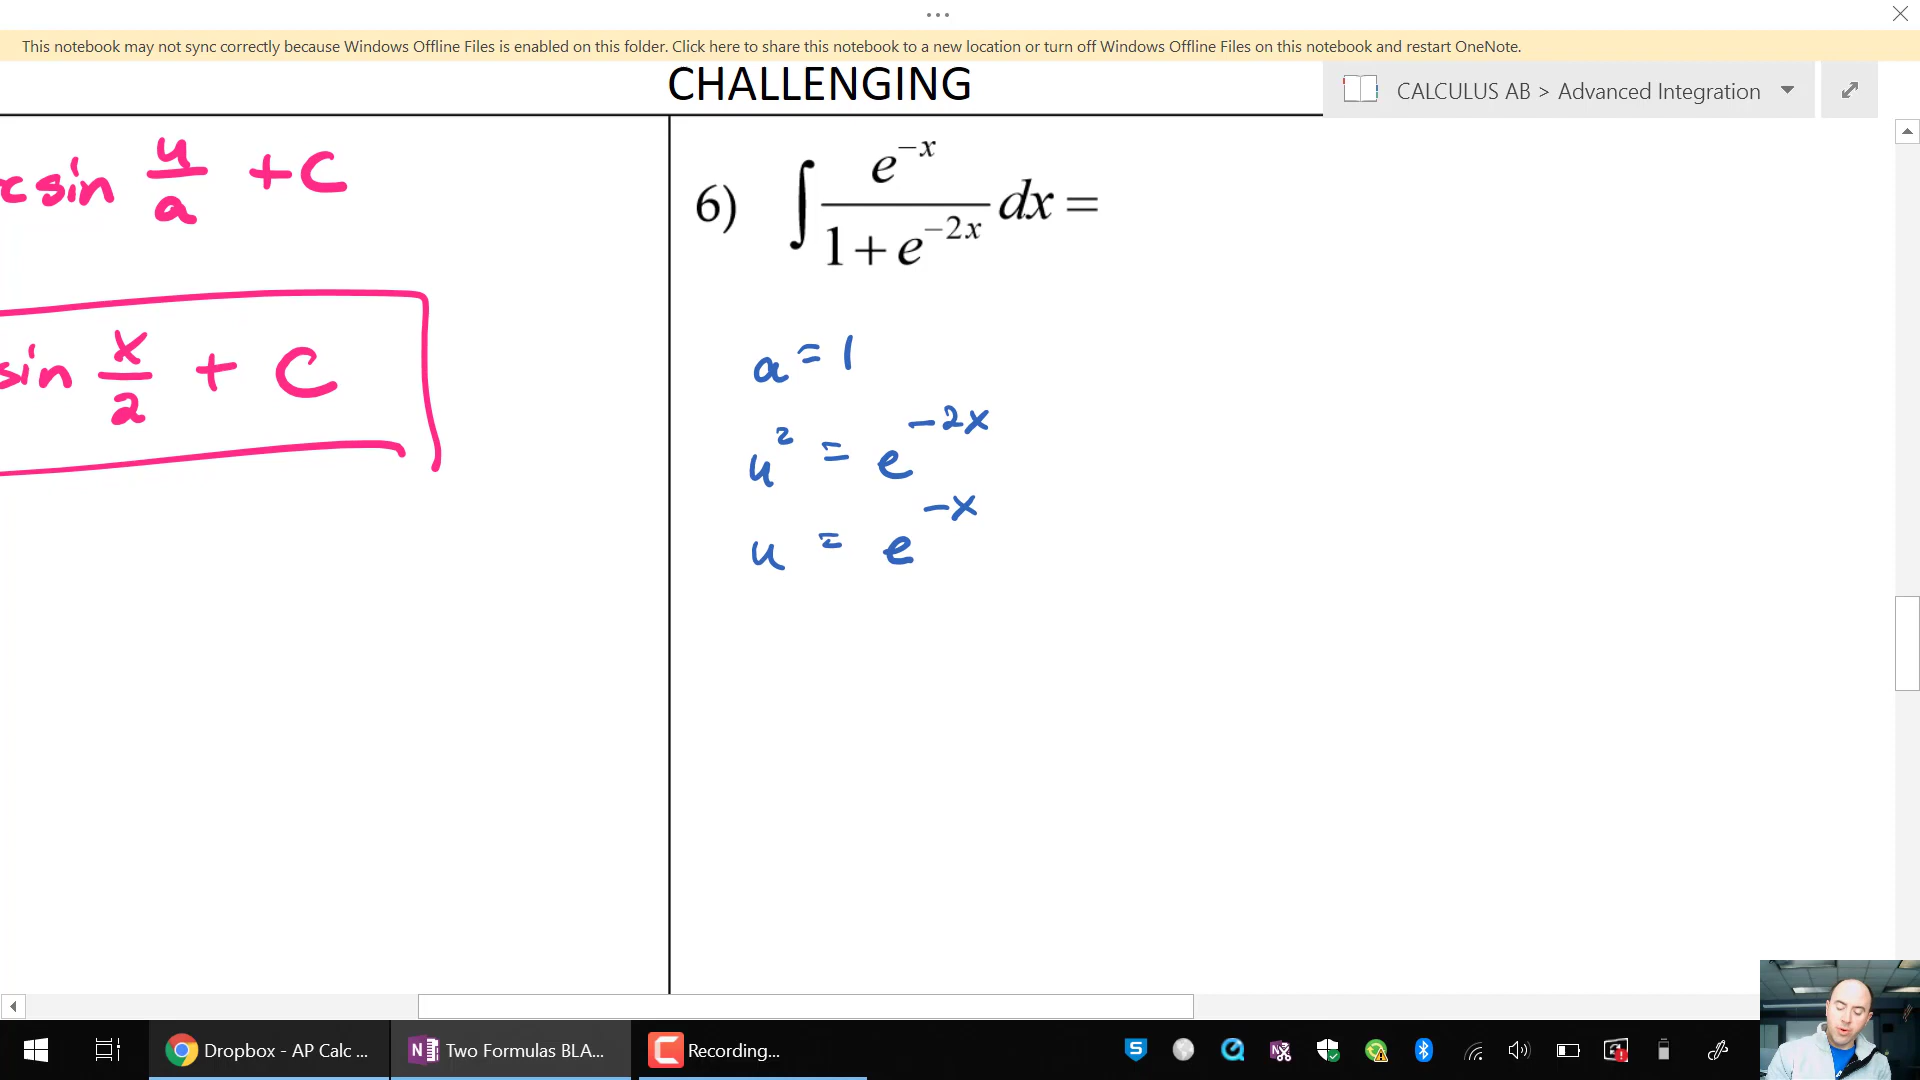 This notebook may not sync correctly because Windows Offline Files is enabled on this folder. Click here to share this notebook to a new location or turn off Windows Offline Files on this notebook and restart OneNote.
CHALLENGING
CALCULUS AB > Advanced Integration
csin u/a +C
sin x/2 + C
6) ∫ e^{-x}/(1+e^{-2x}) dx =
a = 1
u² = e^{-2x}
u = e^{-x}
Dropbox - AP Calc ...
Two Formulas BLA...
Recording...